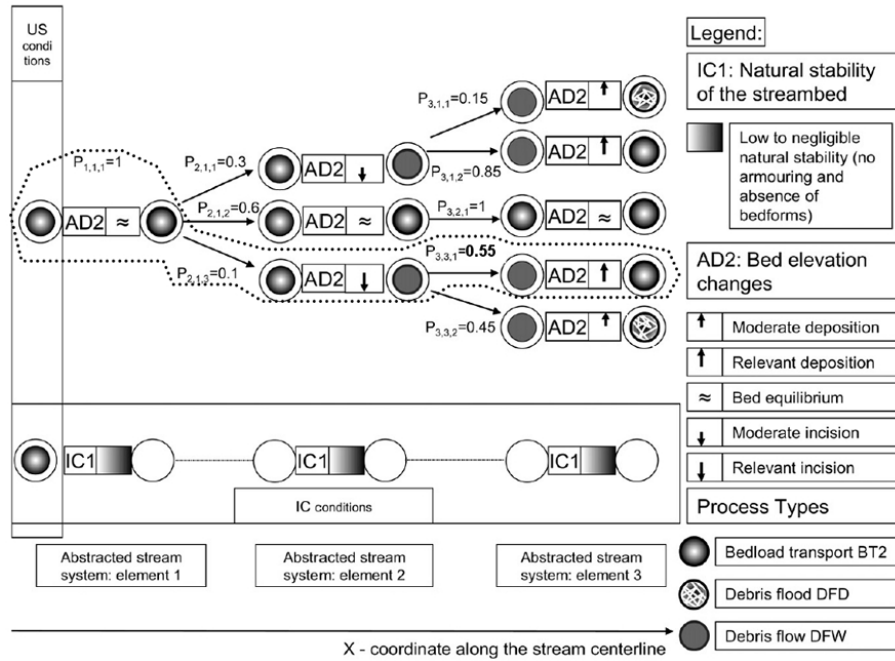 US
condi
tions
P1,1,1=1
P2,1,1=0.3
P2,1,2=0.6
P2,1,3=0.1
P3,1,1=0.15
P3,1,2=0.85
P3,2,1=1
P3,3,1=0.55
P3,3,2=0.45
AD2 ≈
AD2
AD2 ≈
AD2
AD2
AD2
AD2 ≈
AD2
AD2
IC1
IC1
IC1
IC conditions
Abstracted stream
system: element 1
Abstracted stream
system: element 2
Abstracted stream
system: element 3
X - coordinate along the stream centerline
Legend:
IC1: Natural stability
of the streambed
Low to negligible
natural stability (no
armouring and
absence of
bedforms)
AD2: Bed elevation
changes
Moderate deposition
Relevant deposition
≈ Bed equilibrium
Moderate incision
Relevant incision
Process Types
Bedload transport BT2
Debris flood DFD
Debris flow DFW